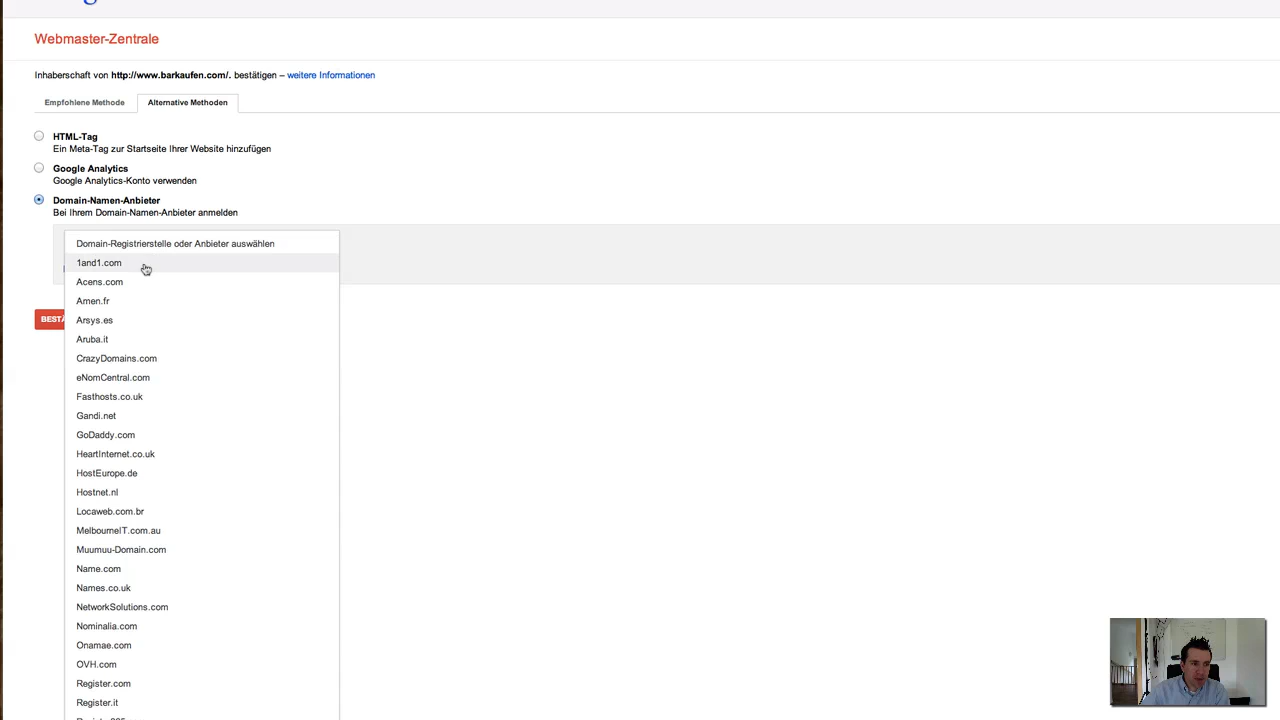 Webmaster-Zentrale
Inhaberschaft von http://www.barkaufen.com/. bestätigen – weitere Informationen
Empfohlene Methode
Alternative Methoden
HTML-Tag
Ein Meta-Tag zur Startseite Ihrer Website hinzufügen
Google Analytics
Google Analytics-Konto verwenden
Domain-Namen-Anbieter
Bei Ihrem Domain-Namen-Anbieter anmelden
Domain-Registrierstelle oder Anbieter auswählen
1and1.com
Acens.com
Amen.fr
BESTÄ
Arsys.es
Aruba.it
CrazyDomains.com
eNomCentral.com
Fasthosts.co.uk
Gandi.net
GoDaddy.com
HeartInternet.co.uk
HostEurope.de
Hostnet.nl
Locaweb.com.br
MelbourneIT.com.au
Muumuu-Domain.com
Name.com
Names.co.uk
NetworkSolutions.com
Nominalia.com
Onamae.com
OVH.com
Register.com
Register.it